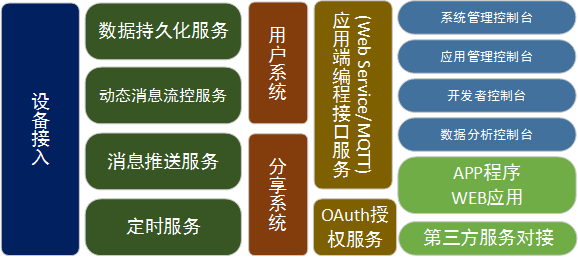 设备接入
数据持久化服务
动态消息流控服务
消息推送服务
定时服务
用户系统
分享系统
应用端编程接口服务
(Web Service/MQTT)
OAuth授
权服务
系统管理控制台
应用管理控制台
开发者控制台
数据分析控制台
APP程序
WEB应用
第三方服务对接